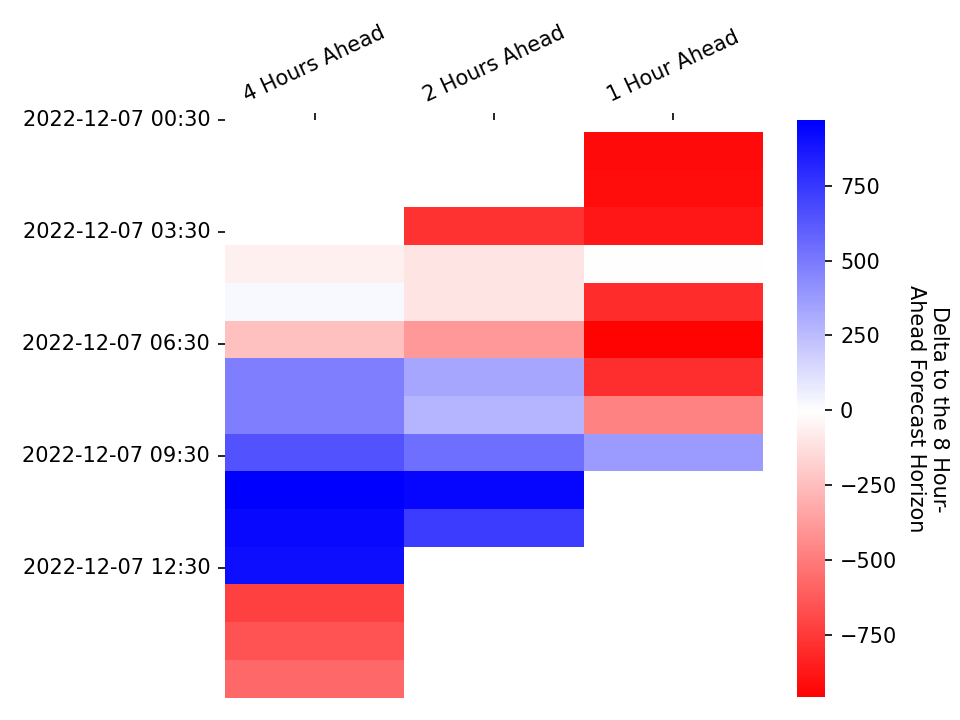 4 Hours Ahead
2 Hours Ahead
1 Hour Ahead
2022-12-07 00:30
2022-12-07 03:30
2022-12-07 06:30
2022-12-07 09:30
2022-12-07 12:30
750
500
250
0
−250
−500
−750
Delta to the 8 Hour-
Ahead Forecast Horizon